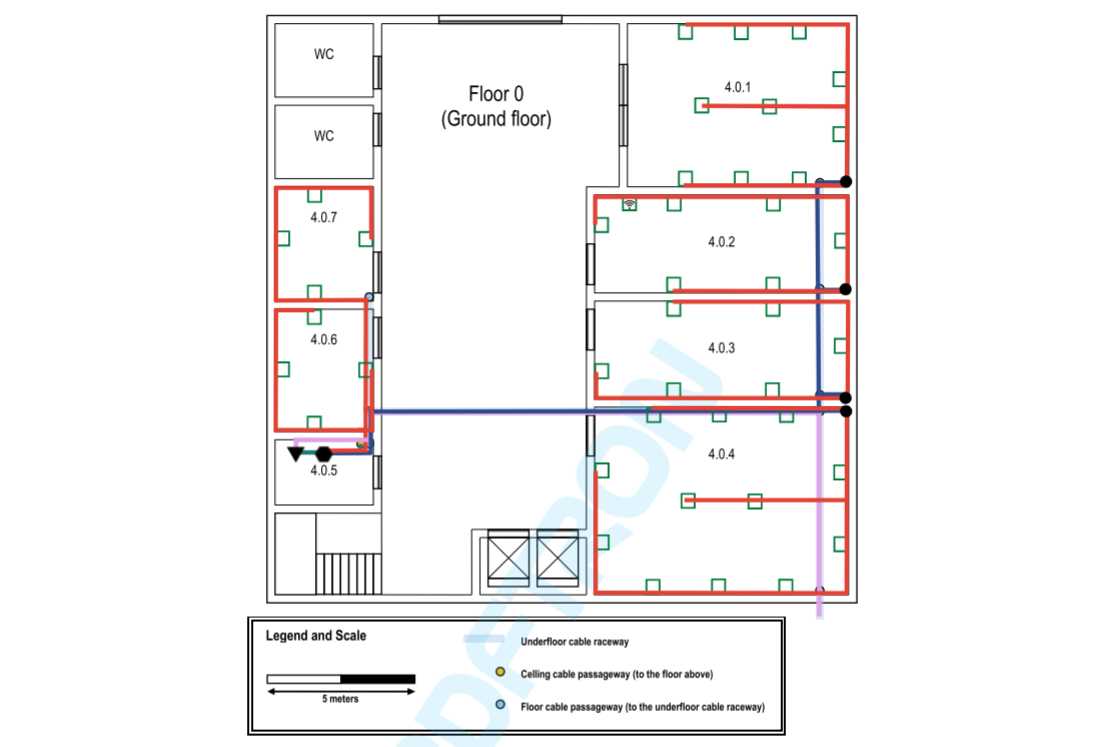 WC
4.0.1
Floor 0
(Ground floor)
WC
4.0.7
4.0.2
4.0.6
4.0.3
4.0.4
4.0.5
Legend and Scale
Underfloor cable raceway
Celling cable passageway (to the floor above)
5 meters
Floor cable passageway (to the underfloor cable raceway)